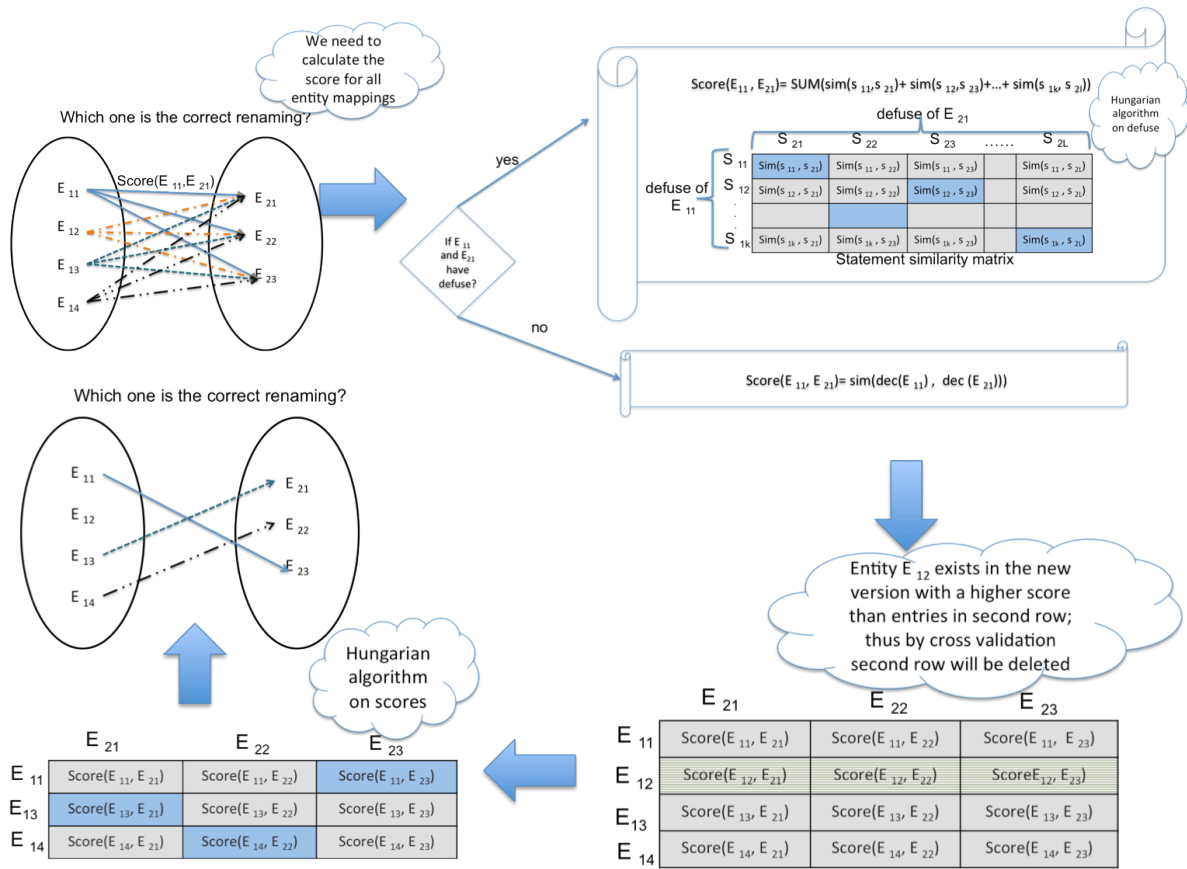 We need to
calculate the
score for all
entity mappings
Which one is the correct renaming?
E 11
E 12
E 13
E 14
Score(E 11,E 21)
E 21
E 22
E 23
If E 11
and E21
have
defuse?
yes
no
Score(E11 , E21)= SUM(sim(s 11,s 21)+ sim(s 12,s 23)+...+ sim(s 1k, s 2l))
Hungarian
algorithm
on defuse
defuse of E 21
S 21 S 22 S 23 ...... S 2L
defuse of
E 11
S 11 Sim(s 11 , s 21) Sim(s 11 , s 22) Sim(s 11 , s 23) Sim(s 11 , s 2L)
S 12 Sim(s 12 , s 21) Sim(s 12 , s 22) Sim(s 12 , s 23) Sim(s 12 , s 2L)
.
.
S 1k Sim(s 1k , s 21) Sim(s 1k , s 22) Sim(s 1k , s 23) Sim(s 1k , s 2l)
Statement similarity matrix
Score(E 11, E 21)= sim(dec(E 11) , dec (E 21)))
Which one is the correct renaming?
E 11
E 12
E 13
E 14
E 21
E 22
E 23
Entity E 12 exists in the new
version with a higher score
than entries in second row;
thus by cross validation
second row will be deleted
E 21 E 22 E 23
E 11 Score(E 11, E 21) Score(E 11, E 22) Score(E 11, E 23)
E 12 Score(E 12, E 21) Score(E 12, E 22) ScoreE 12, E 23)
E 13 Score(E 13, E 21) Score(E 13, E 22) Score(E 13, E 23)
E 14 Score(E 14, E 21) Score(E 14, E 22) Score(E 14, E 23)
Hungarian
algorithm
on scores
E 21 E 22 E 23
E 11 Score(E 11, E 21) Score(E 11, E 22) Score(E 11, E 23)
E13 Score(E 13, E 21) Score(E 13, E 22) Score(E 13, E 23)
E 14 Score(E 14, E 21) Score(E 14, E 22) Score(E 14, E 23)